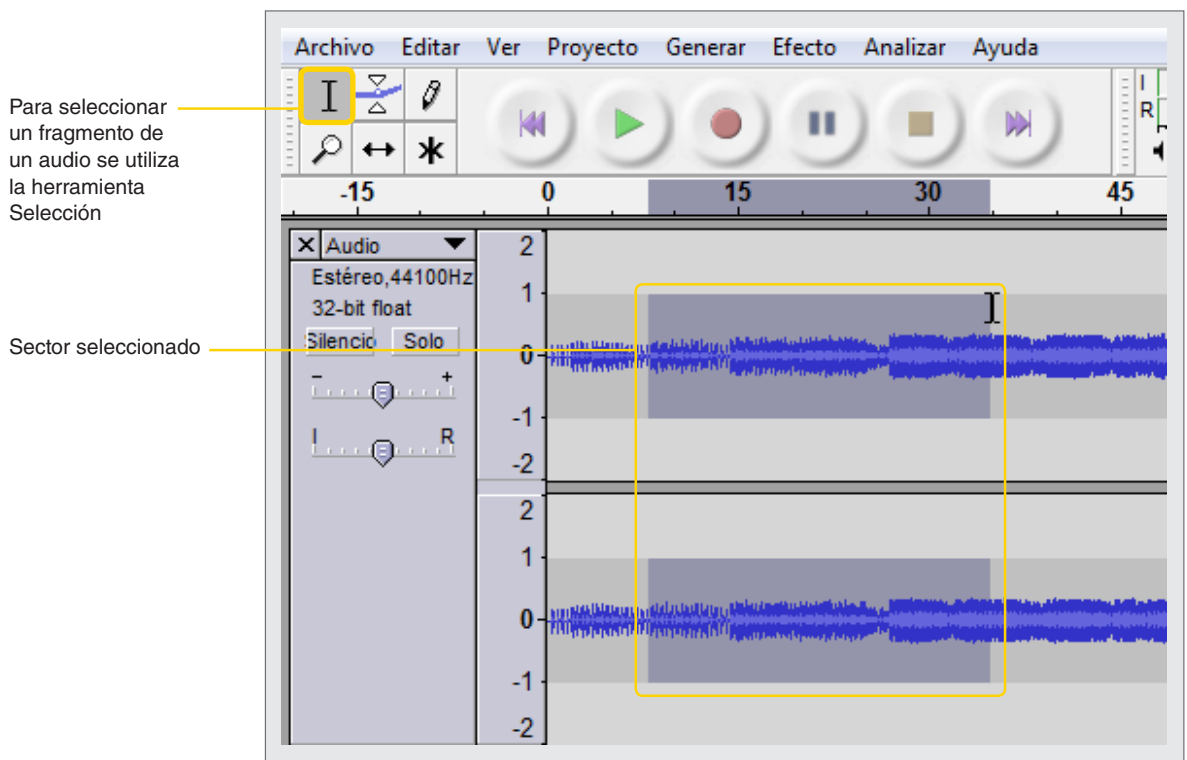 Archivo Editar Ver Proyecto Generar Efecto Analizar Ayuda
Para seleccionar
un fragmento de
un audio se utiliza
la herramienta
Selección
I
R
-15 0 15 30 45
X Audio
Estéreo,44100Hz
32-bit float
Silencio Solo
- +
I R
2
1
0
-1
-2
2
1
0
-1
-2
Sector seleccionado